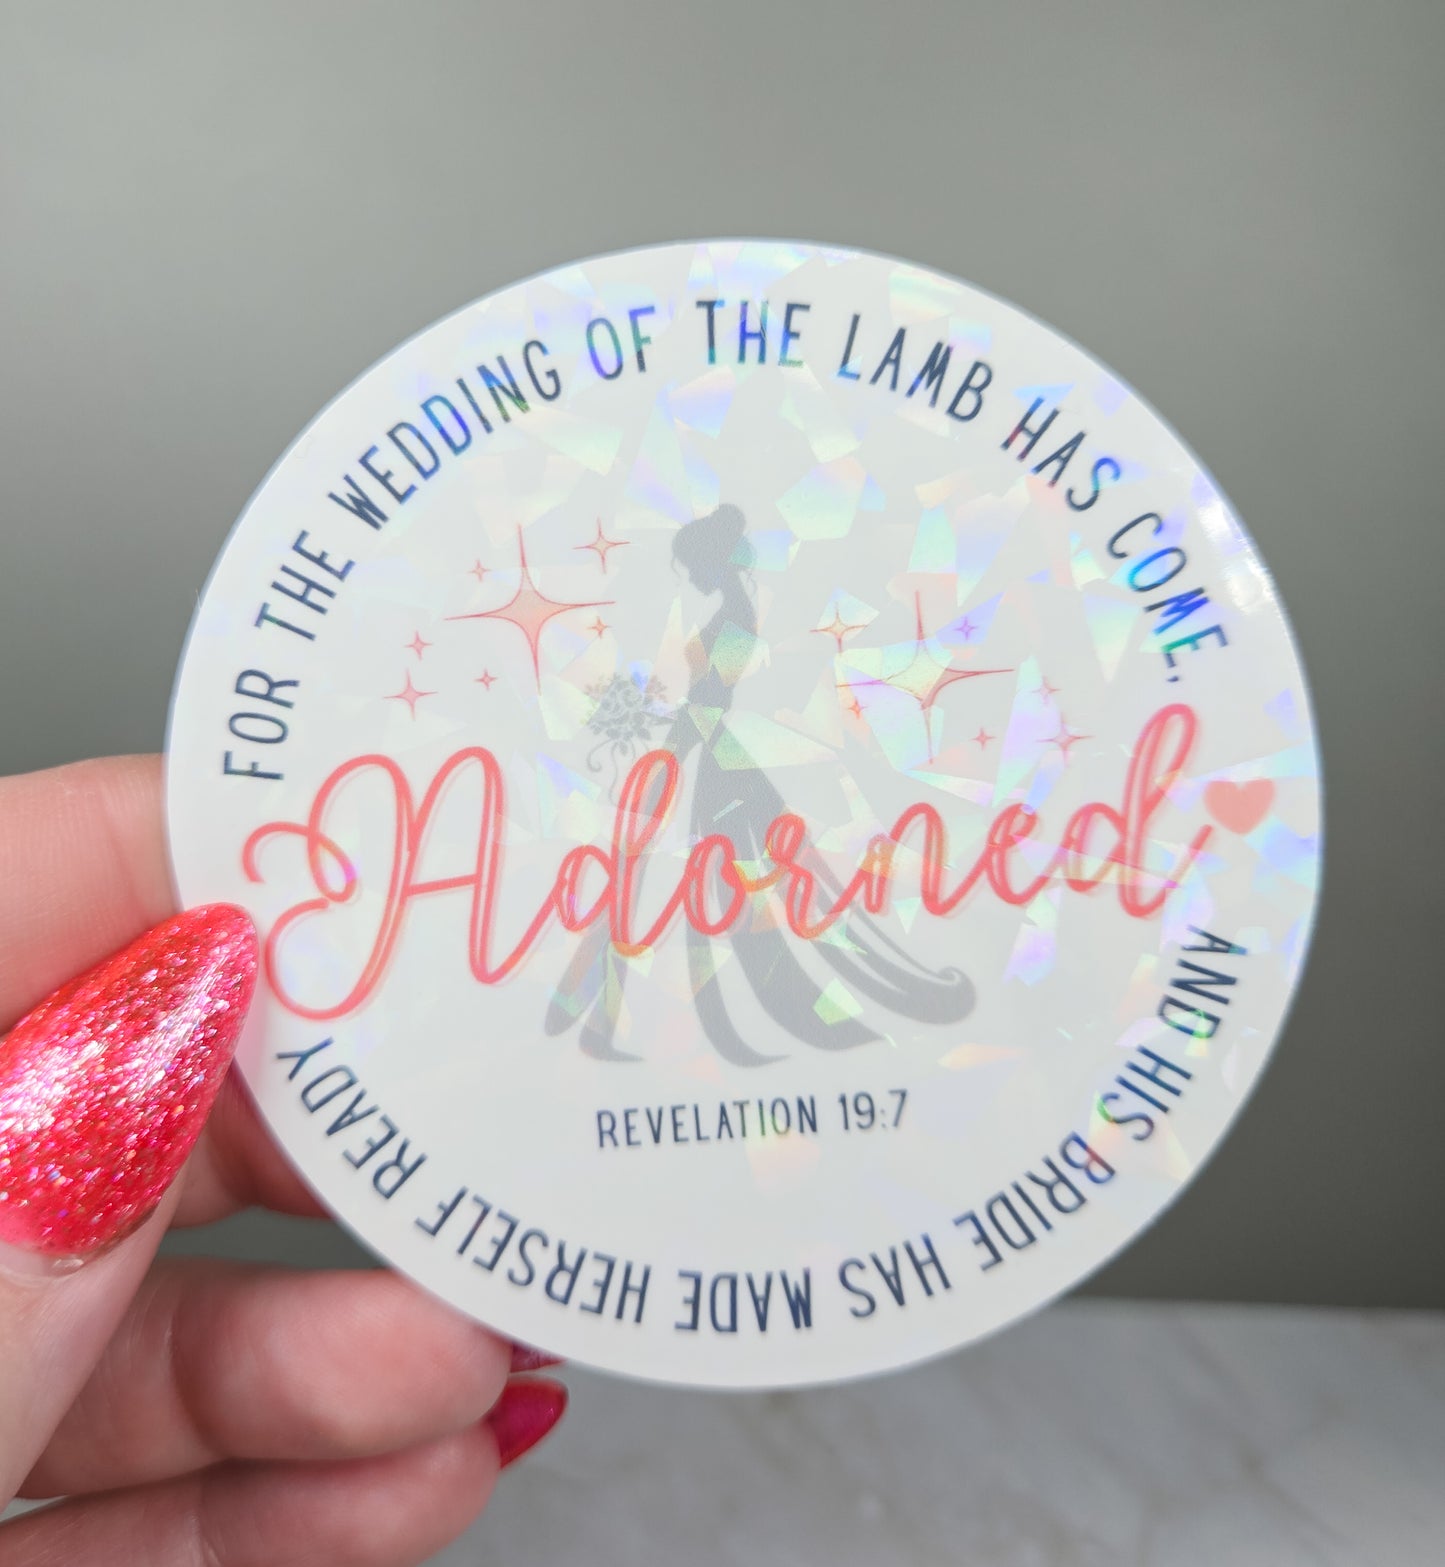 FOR THE WEDDING OF THE LAMB HAS COME,
Adorned
REVELATION 19:7
AND HIS BRIDE HAS MADE HERSELF READY